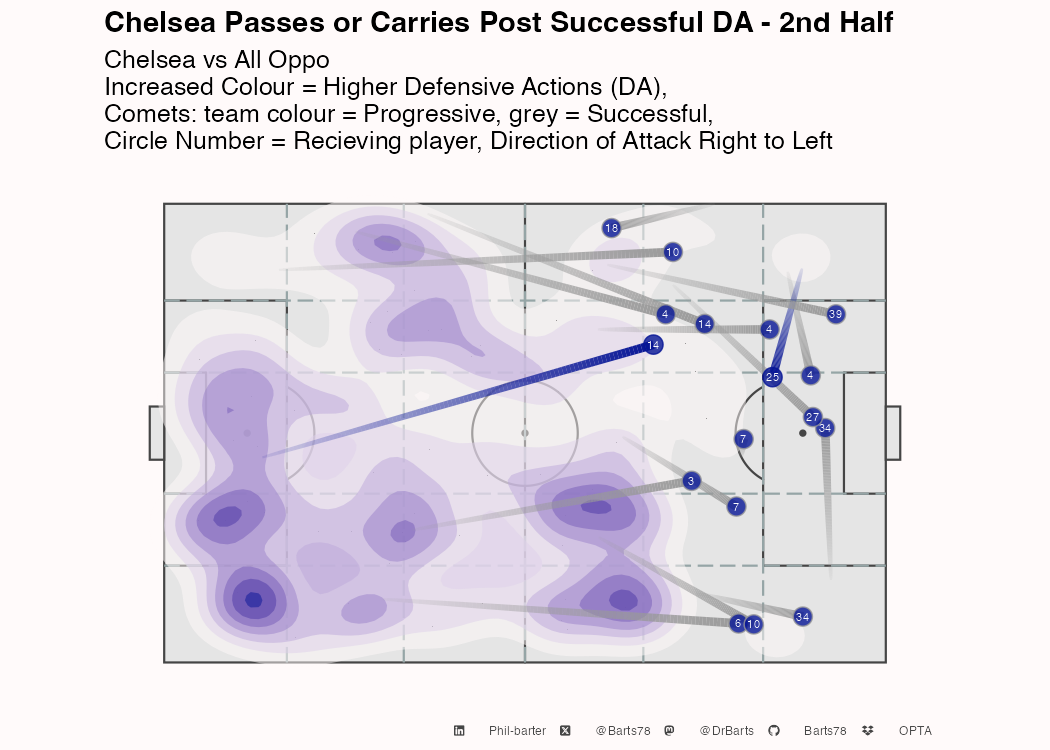 Chelsea Passes or Carries Post Successful DA - 2nd Half
Chelsea vs All Oppo
Increased Colour = Higher Defensive Actions (DA),
Comets: team colour = Progressive, grey = Successful,
Circle Number = Recieving player, Direction of Attack Right to Left
18
10
4
14
39
4
14
25
4
27
34
7
3
7
6
10
34
Phil-barter @Barts78 @DrBarts Barts78 OPTA